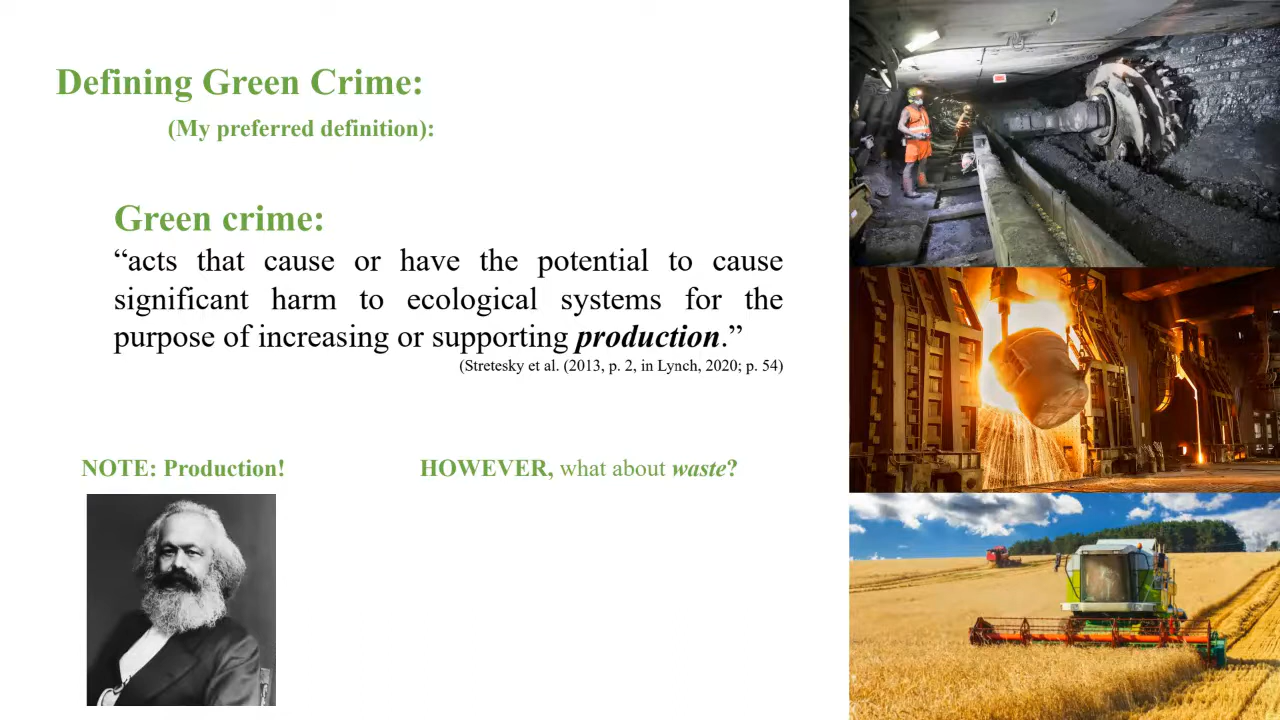 Defining Green Crime:
(My preferred definition):
Green crime:
“acts that cause or have the potential to cause
significant harm to ecological systems for the
purpose of increasing or supporting production.”
(Stretesky et al. (2013, p. 2, in Lynch, 2020; p. 54)
NOTE: Production!
HOWEVER, what about waste?